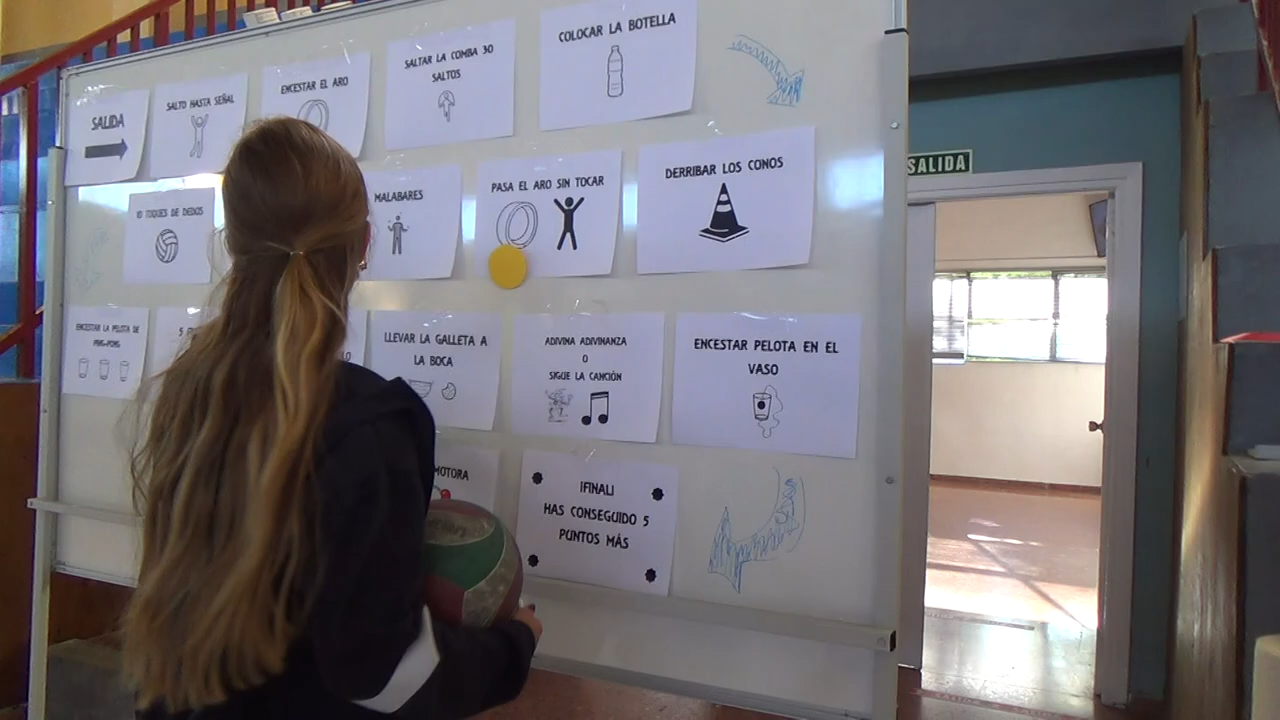 SALIDA
SALTO HASTA SEÑAL
ENCESTAR EL ARO
SALTAR LA COMBA 30
SALTOS
COLOCAR LA BOTELLA
10 TOQUES DE DEDOS
MALABARES
PASA EL ARO SIN TOCAR
DERRIBAR LOS CONOS
SALIDA
ENCESTAR LA PELOTA DE
PING-PONG
5
LLEVAR LA GALLETA A
LA BOCA
ADIVINA ADIVINANZA
O
SIGUE LA CANCIÓN
ENCESTAR PELOTA EN EL
VASO
MOTORA
¡FINAL!
HAS CONSEGUIDO 5
PUNTOS MÁS